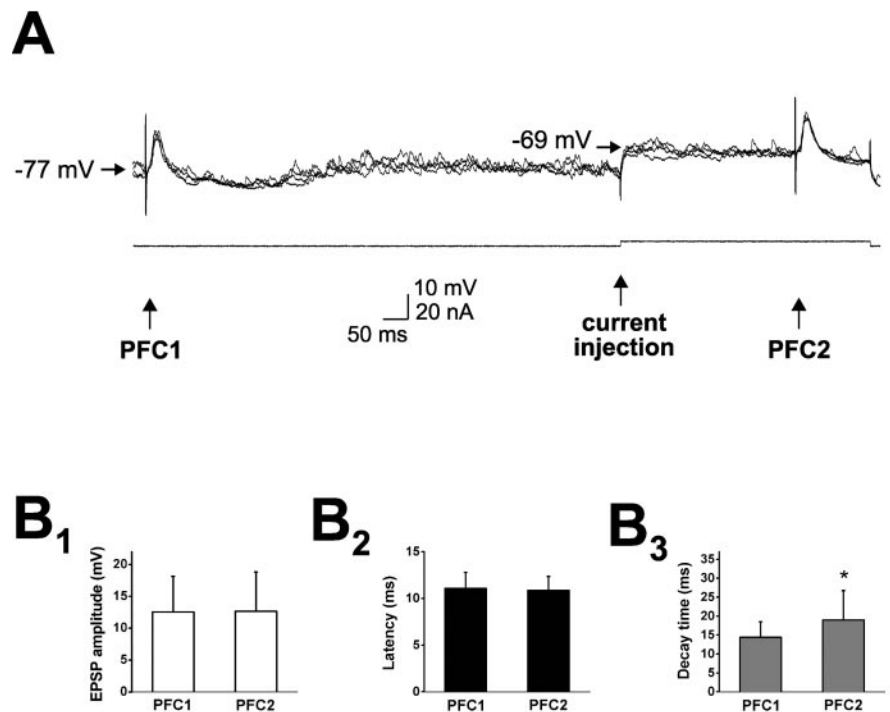 A
-77 mV
-69 mV
10 mV
20 nA
50 ms
PFC1
current
injection
PFC2
B1
EPSP amplitude (mV)
20
15
10
5
0
PFC1 PFC2
B2
Latency (ms)
15
10
5
0
PFC1 PFC2
B3
Decay time (ms)
35
30
25
20
15
10
5
0
*
PFC1 PFC2